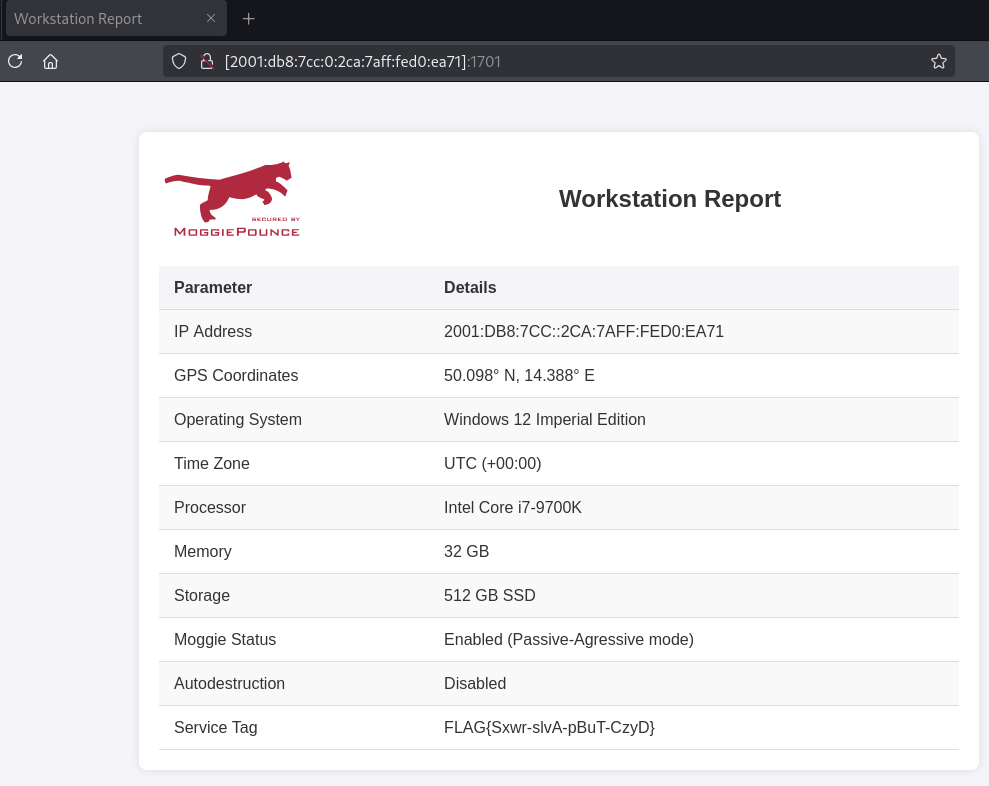 Workstation Report
[2001:db8:7cc:0:2ca:7aff:fed0:ea71]:1701
SECURED BY
MOGGIEPOUNCE
Workstation Report
Parameter Details
IP Address 2001:DB8:7CC::2CA:7AFF:FED0:EA71
GPS Coordinates 50.098° N, 14.388° E
Operating System Windows 12 Imperial Edition
Time Zone UTC (+00:00)
Processor Intel Core i7-9700K
Memory 32 GB
Storage 512 GB SSD
Moggie Status Enabled (Passive-Agressive mode)
Autodestruction Disabled
Service Tag FLAG{Sxwr-slvA-pBuT-CzyD}